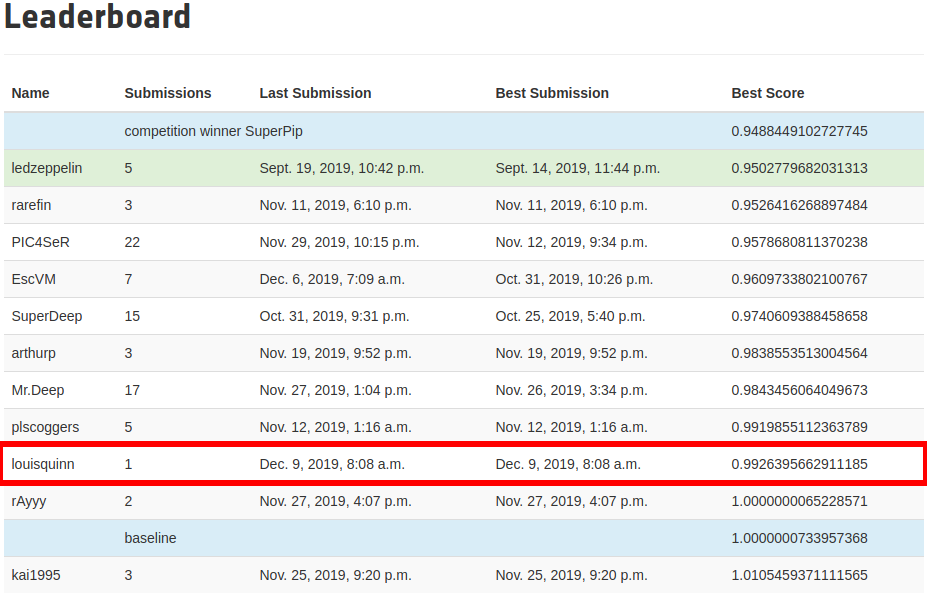 Leaderboard
Name Submissions Last Submission Best Submission Best Score
competition winner SuperPip 0.9488449102727745
ledzeppelin 5 Sept. 19, 2019, 10:42 p.m. Sept. 14, 2019, 11:44 p.m. 0.9502779682031313
rarefin 3 Nov. 11, 2019, 6:10 p.m. Nov. 11, 2019, 6:10 p.m. 0.9526416268897484
PIC4SeR 22 Nov. 29, 2019, 10:15 p.m. Nov. 12, 2019, 9:34 p.m. 0.9578680811370238
EscVM 7 Dec. 6, 2019, 7:09 a.m. Oct. 31, 2019, 10:26 p.m. 0.9609733802100767
SuperDeep 15 Oct. 31, 2019, 9:31 p.m. Oct. 25, 2019, 5:40 p.m. 0.9740609388458658
arthurp 3 Nov. 19, 2019, 9:52 p.m. Nov. 19, 2019, 9:52 p.m. 0.9838553513004564
Mr.Deep 17 Nov. 27, 2019, 1:04 p.m. Nov. 26, 2019, 3:34 p.m. 0.9843456064049673
plscoggers 5 Nov. 12, 2019, 1:16 a.m. Nov. 12, 2019, 1:16 a.m. 0.9919855112363789
louisquinn 1 Dec. 9, 2019, 8:08 a.m. Dec. 9, 2019, 8:08 a.m. 0.9926395662911185
rAyyy 2 Nov. 27, 2019, 4:07 p.m. Nov. 27, 2019, 4:07 p.m. 1.0000000065228571
baseline 1.0000000733957368
kai1995 3 Nov. 25, 2019, 9:20 p.m. Nov. 25, 2019, 9:20 p.m. 1.0105459371111565